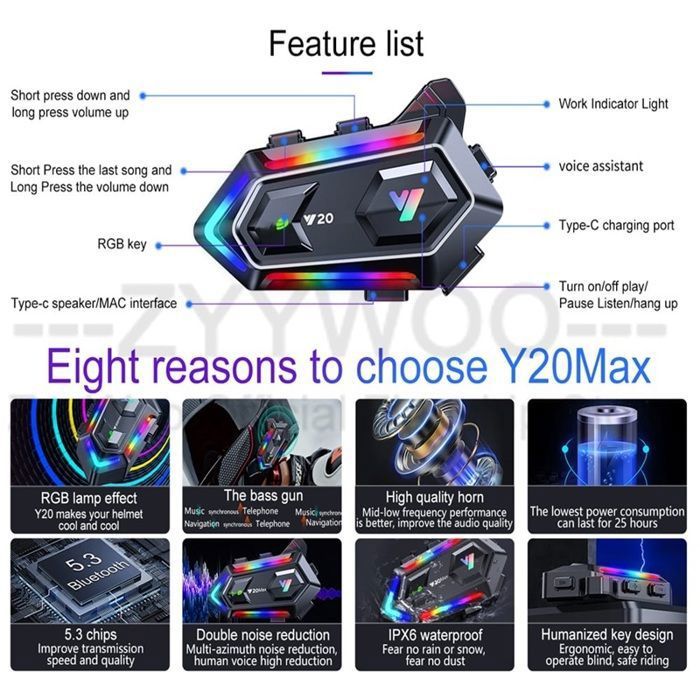 Feature list
Short press down and
long press volume up
Work Indicator Light
Short Press the last song and
Long Press the volume down
voice assistant
Type-C charging port
RGB key
Turn on/off play/
Pause Listen/hang up
Type-c speaker/MAC interface
Y20
---ZYYWOO---
Eight reasons to choose Y20Max
RGB lamp effect
Y20 makes your helmet
cool and cool
The bass gun
Music synchronous Telephone Music synchronous
Navigation synchronous Telephone Navigation
High quality horn
Mid-low frequency performance
is better, improve the audio quality
The lowest power consumption
can last for 25 hours
5.3
Bluetooth
5.3 chips
Improve transmission
speed and quality
Y20Max
Double noise reduction
Multi-azimuth noise reduction,
human voice high reduction
IPX6 waterproof
Fear no rain or snow,
fear no dust
Humanized key design
Ergonomic, easy to
operate blind, safe riding